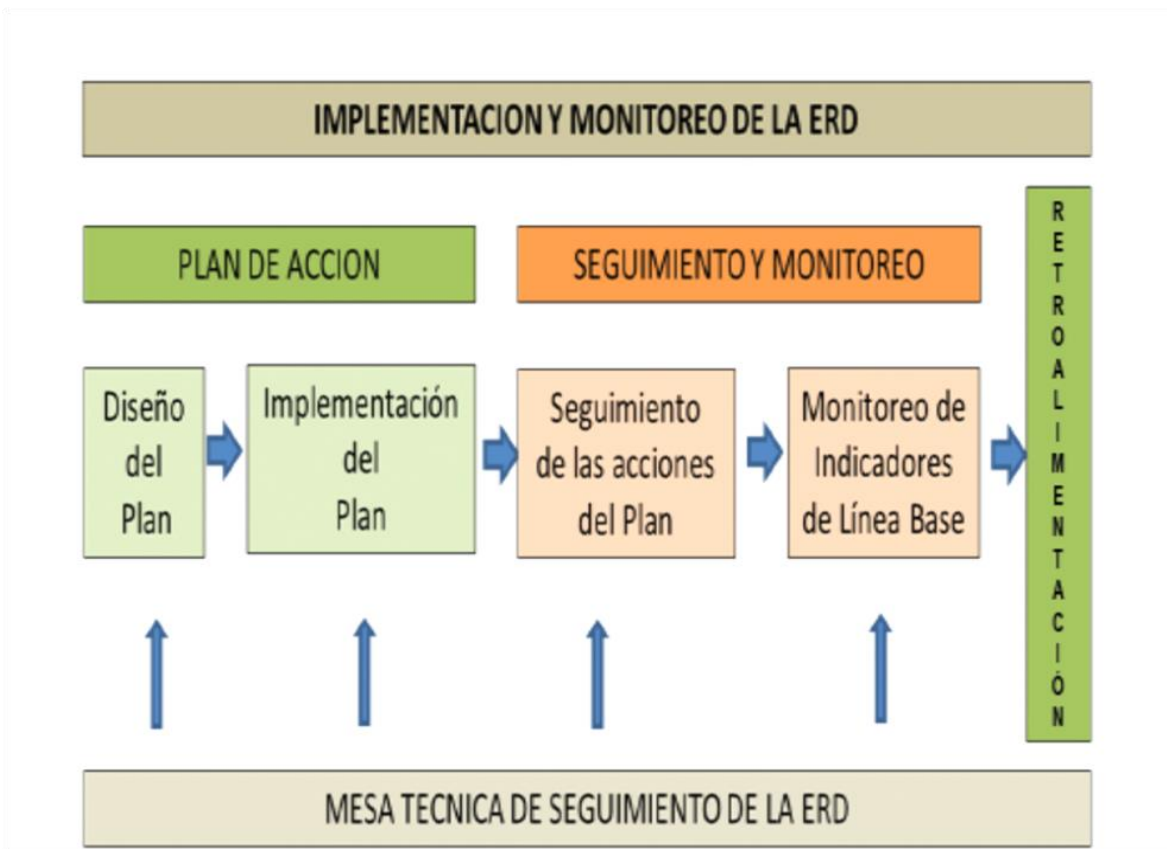 IMPLEMENTACION Y MONITOREO DE LA ERD
PLAN DE ACCION
SEGUIMIENTO Y MONITOREO
Diseño
del
Plan
Implementación
del
Plan
Seguimiento
de las acciones
del Plan
Monitoreo de
Indicadores
de Línea Base
RETROALIMENTACIÓN
MESA TECNICA DE SEGUIMIENTO DE LA ERD